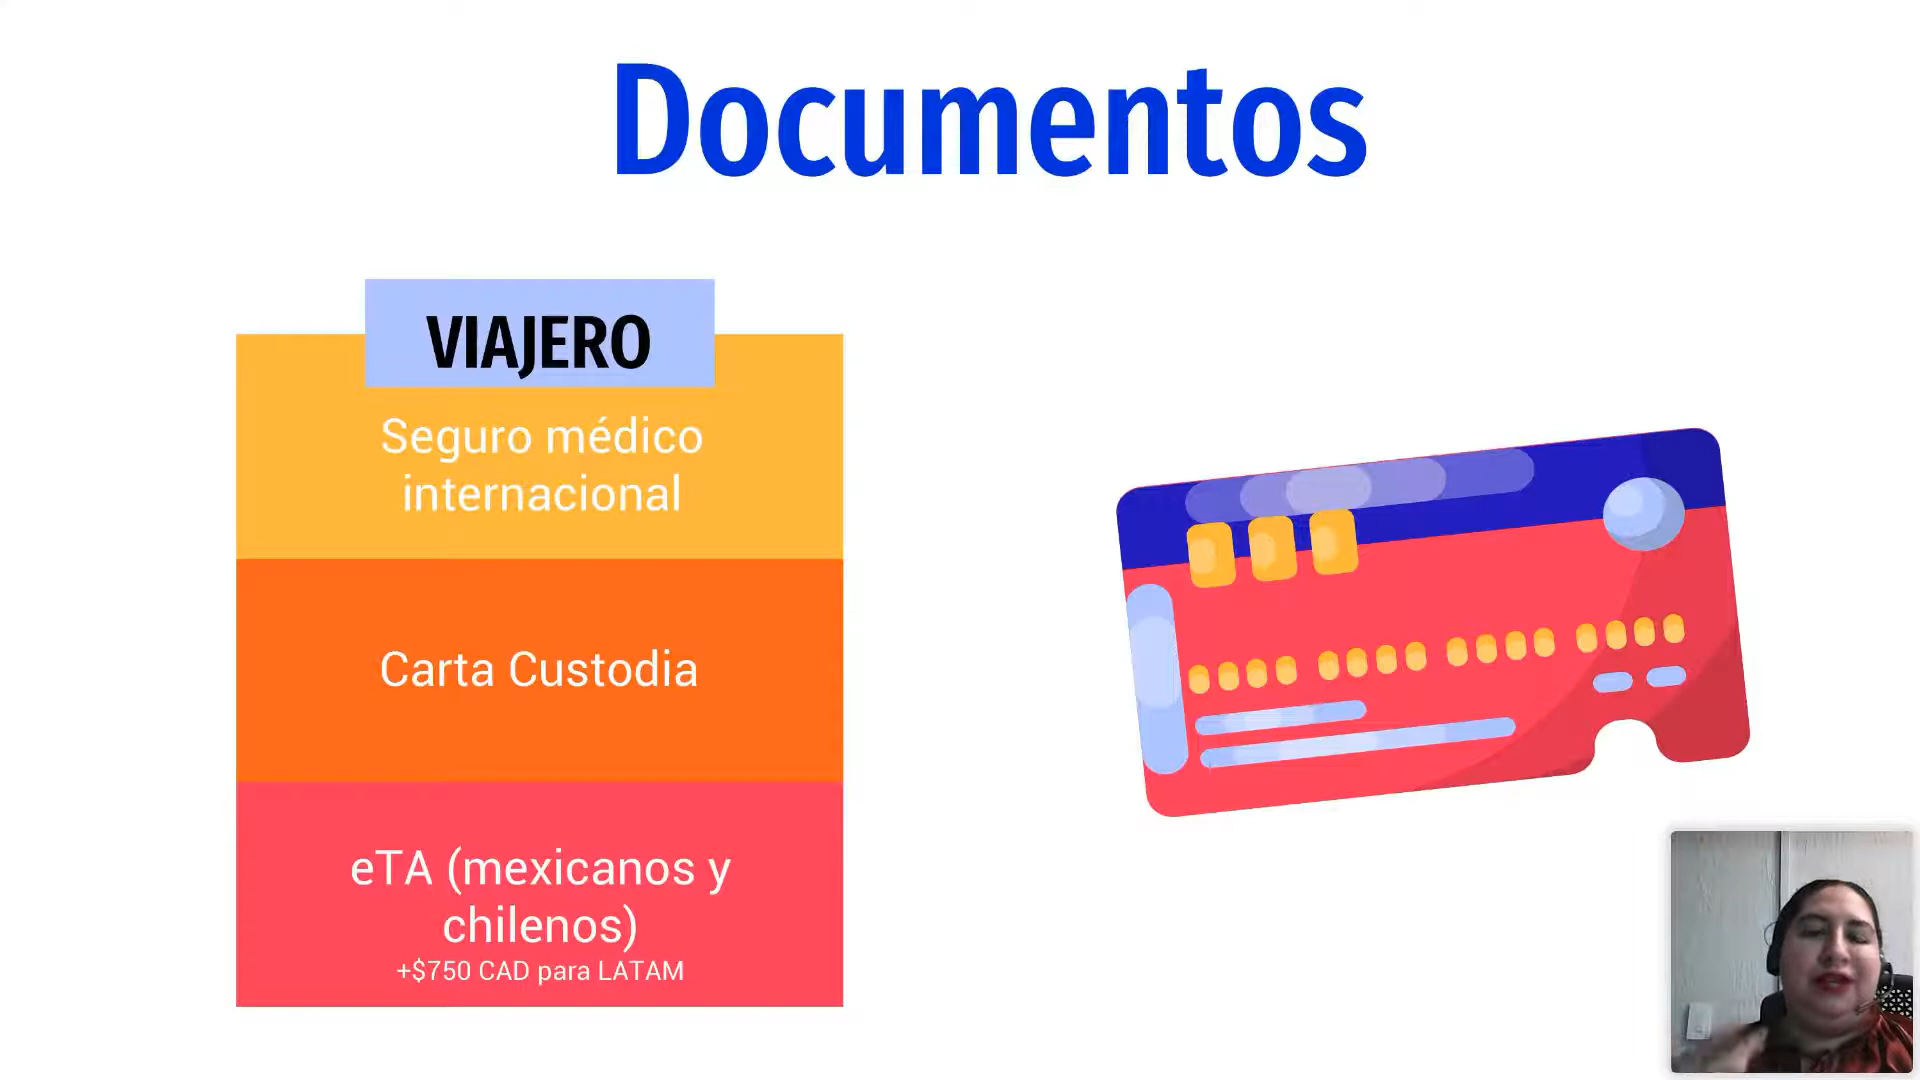 Documentos
VIAJERO
Seguro médico
internacional
Carta Custodia
eTA (mexicanos y
chilenos)
+$750 CAD para LATAM